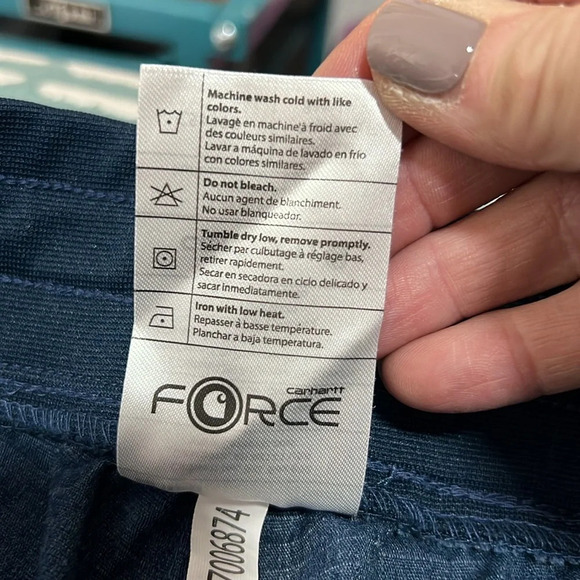 Machine wash cold with like
colors.
Lavage en machine à froid avec
des couleurs similaires.
Lavar a máquina de lavado en frío
con colores similares.
Do not bleach.
Aucun agent de blanchiment.
No usar blanqueador.
Tumble dry low, remove promptly.
Sécher par culbutage à réglage bas,
retirer rapidement.
Secar en secadora en ciclo delicado y
sacar inmediatamente.
Iron with low heat.
Repasser à basse température.
Planchar a baja temperatura.
carhartt
FORCE
7006874